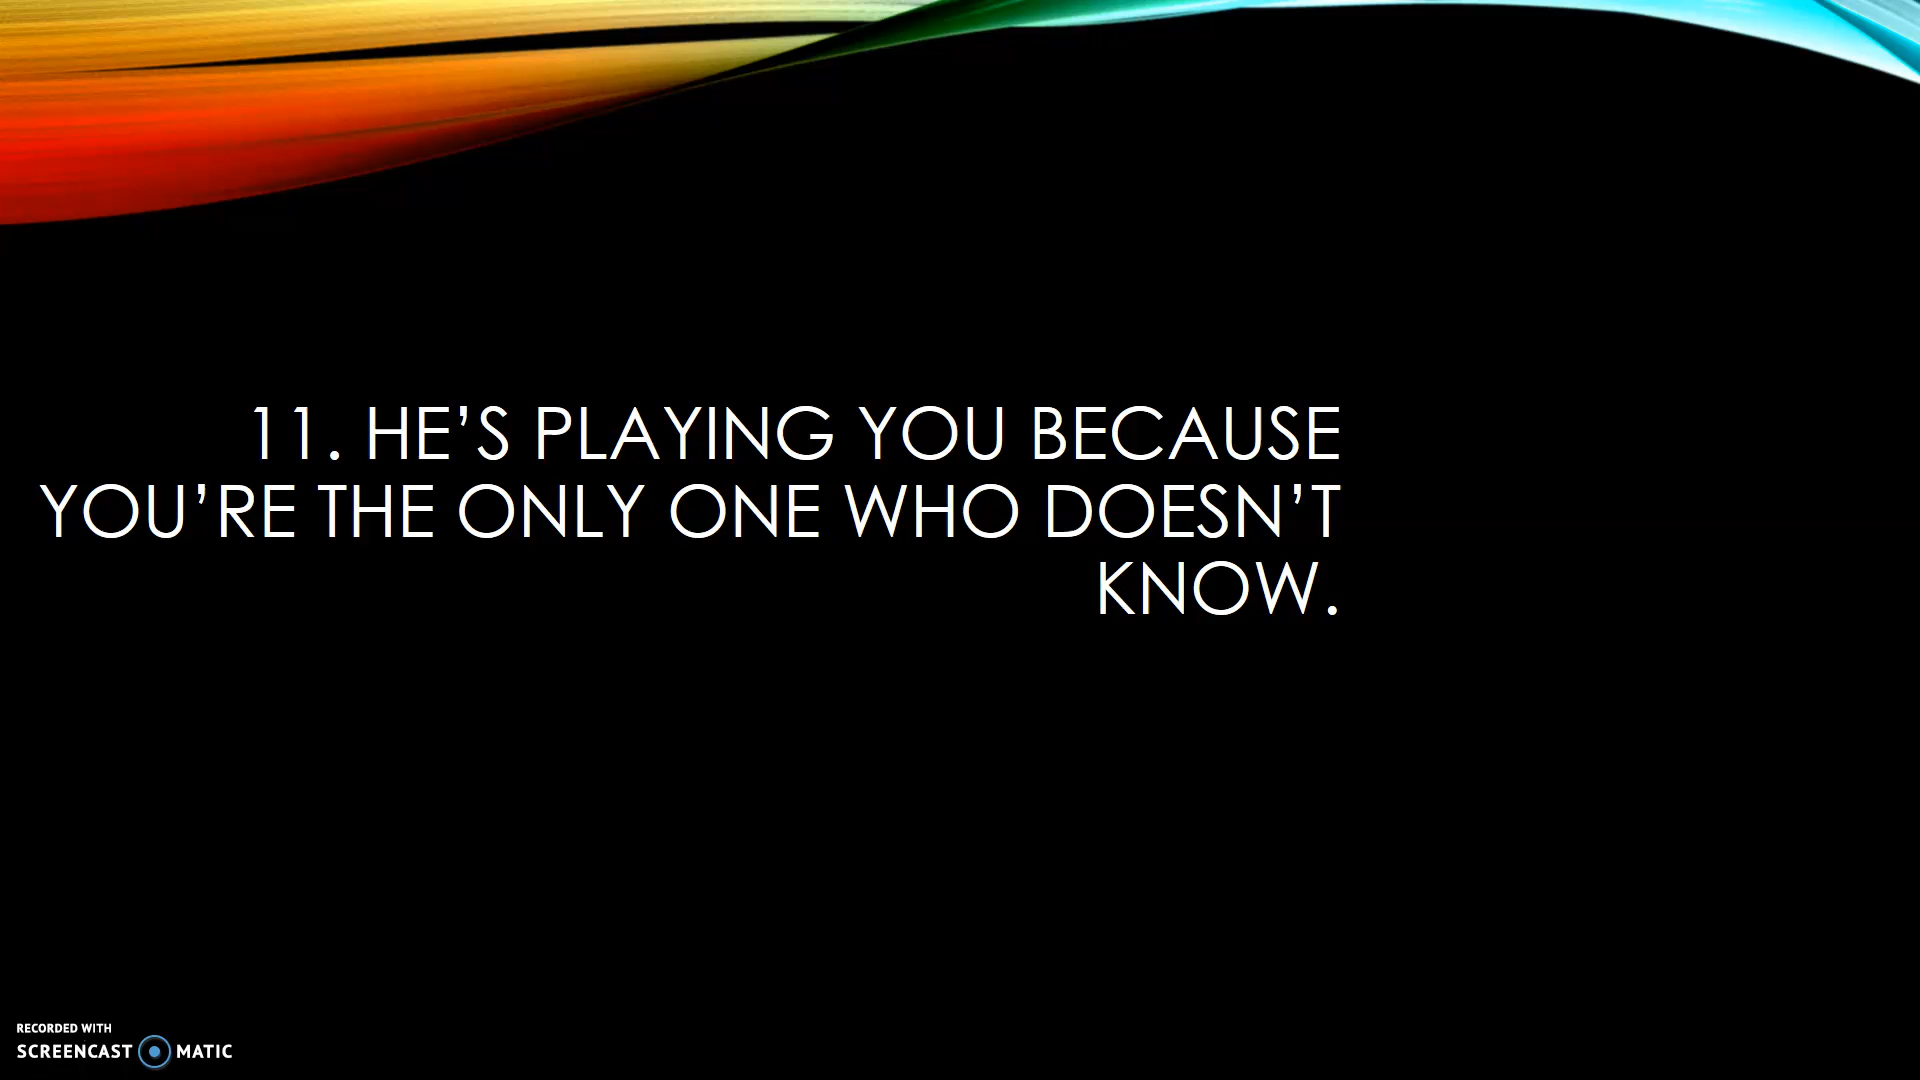 11. HE’S PLAYING YOU BECAUSE
YOU’RE THE ONLY ONE WHO DOESN’T
KNOW.
RECORDED WITH
SCREENCAST MATIC